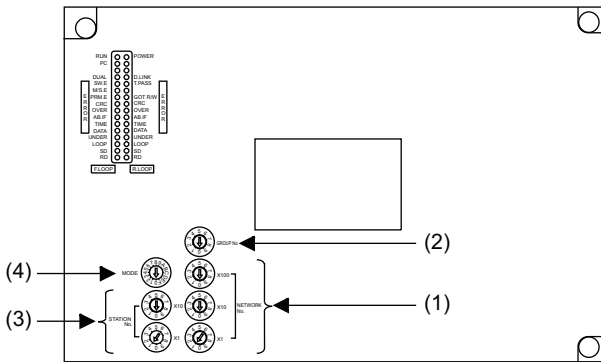 RUN POWER
PC
DUAL D.LINK
SW.E T.PASS
M/S.E
PRM.E GOT R/W
CRC CRC
OVER OVER
AB.IF AB.IF
TIME TIME
DATA DATA
UNDER UNDER
LOOP LOOP
SD SD
RD RD
ERROR
ERROR
F.LOOP R.LOOP
GROUP No.
(2)
(4)
MODE
X100
(3)
STATION No.
X10
X10
NETWORK No.
(1)
X1
X1